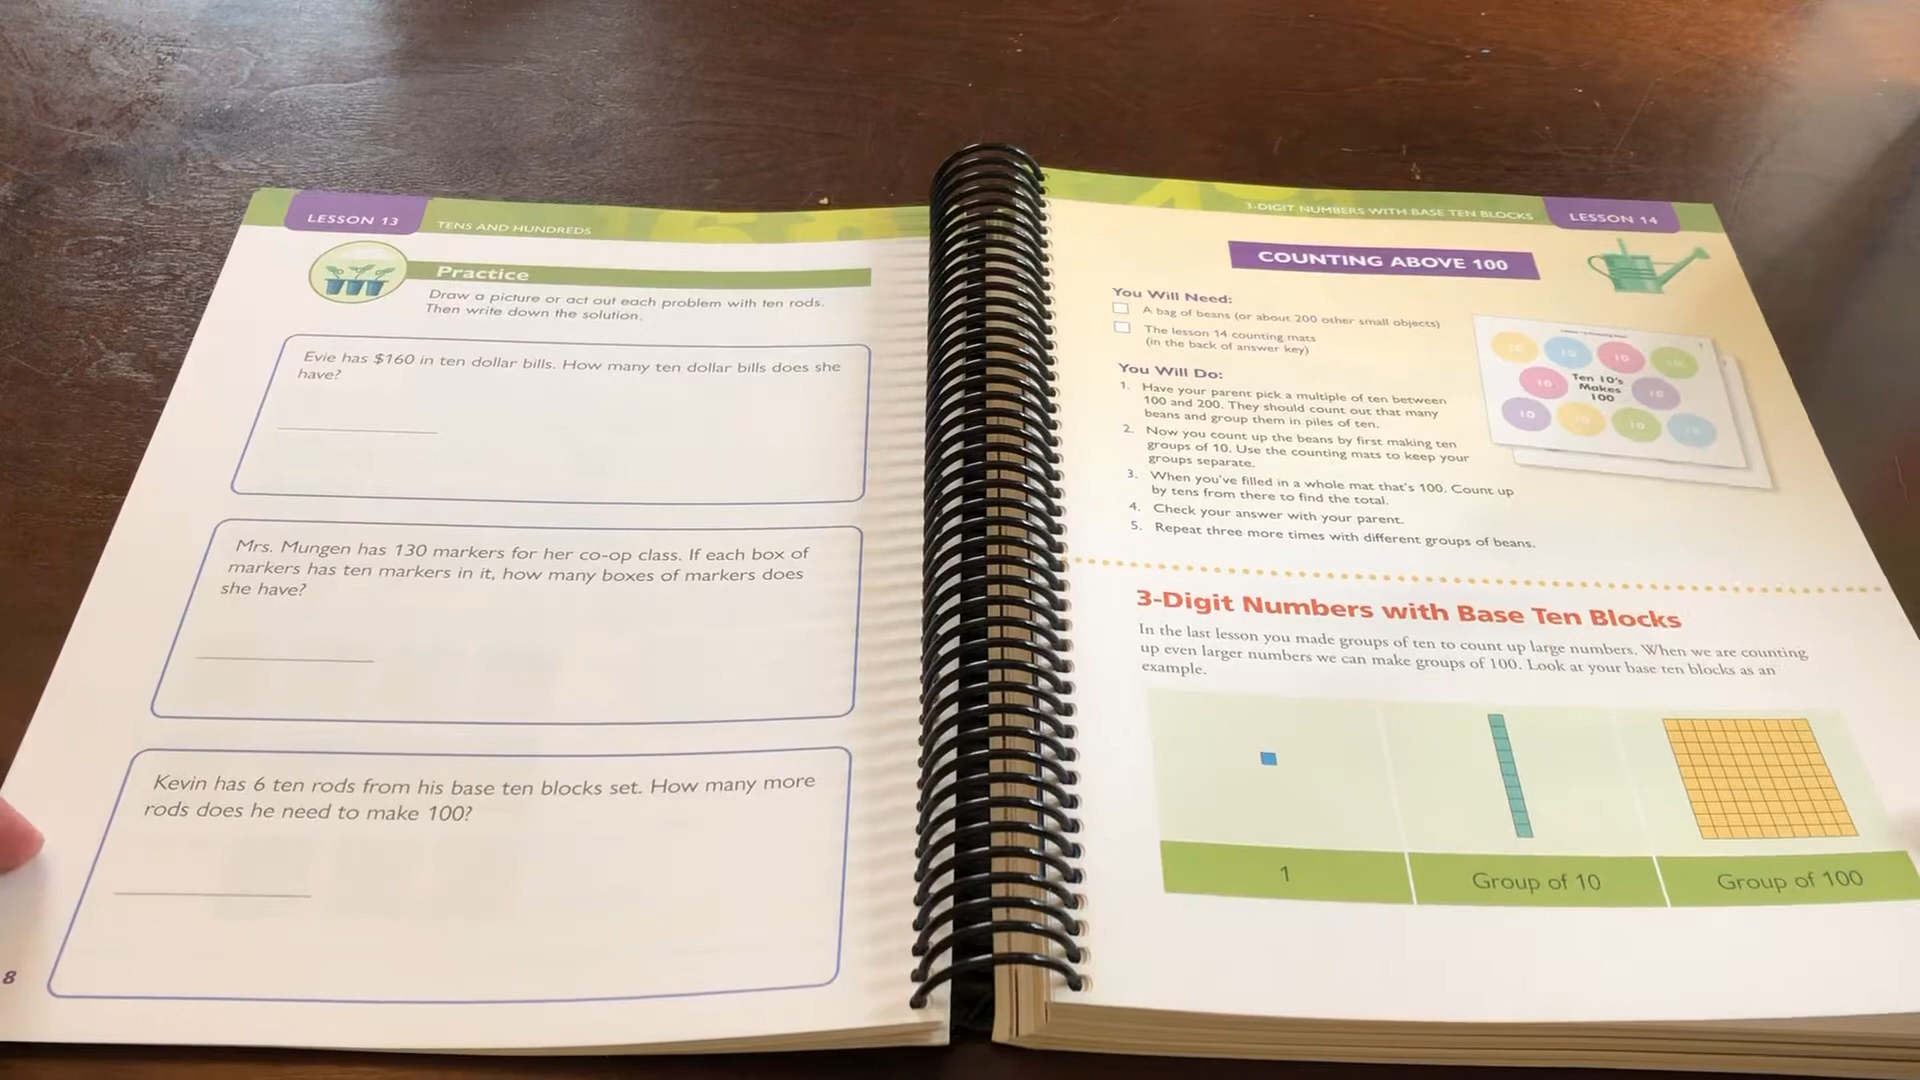 LESSON 13
TENS AND HUNDREDS
Practice
Draw a picture or act out each problem with ten rods.
Then write down the solution.
Evie has $160 in ten dollar bills. How many ten dollar bills does she
have?
Mrs. Mungen has 130 markers for her co-op class. If each box of
markers has ten markers in it, how many boxes of markers does
she have?
Kevin has 6 ten rods from his base ten blocks set. How many more
rods does he need to make 100?
8
3-DIGIT NUMBERS WITH BASE TEN BLOCKS
LESSON 14
COUNTING ABOVE 100
You Will Need:
A bag of beans (or about 200 other small objects)
The lesson 14 counting mats
(in the back of answer key)
You Will Do:
1. Have your parent pick a multiple of ten between
100 and 200. They should count out that many
beans and group them in piles of ten.
2. Now you count up the beans by first making ten
groups of 10. Use the counting mats to keep your
groups separate.
3. When you've filled in a whole mat that's 100. Count up
by tens from there to find the total.
4. Check your answer with your parent.
5. Repeat three more times with different groups of beans.
10 10 10 10
10 Ten 10's 10
Makes
100
10 10 10 10
3-Digit Numbers with Base Ten Blocks
In the last lesson you made groups of ten to count up large numbers. When we are counting
up even larger numbers we can make groups of 100. Look at your base ten blocks as an
example.
1 Group of 10 Group of 100